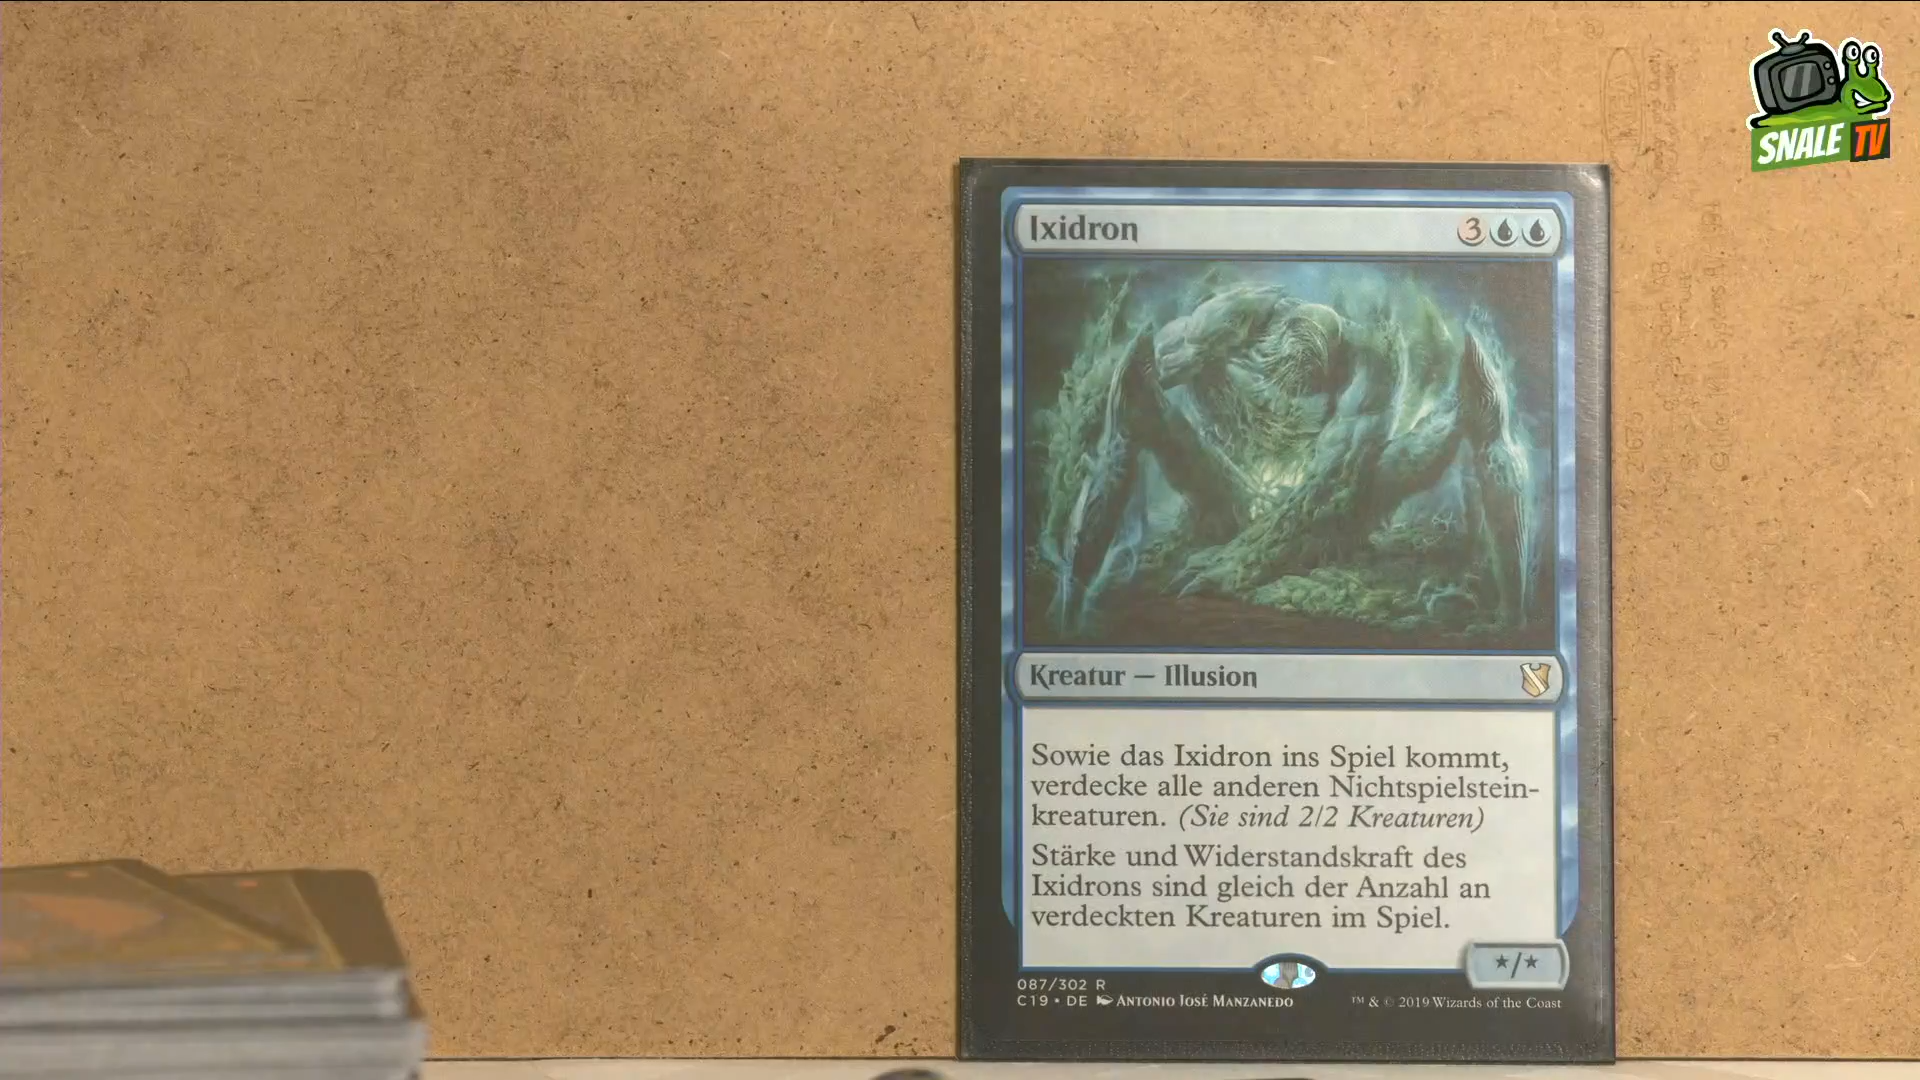 SNALE TV
Ixidron
3
Kreatur — Illusion
Sowie das Ixidron ins Spiel kommt,
verdecke alle anderen Nichtspielstein-
kreaturen. (Sie sind 2/2 Kreaturen)
Stärke und Widerstandskraft des
Ixidrons sind gleich der Anzahl an
verdeckten Kreaturen im Spiel.
★/★
087/302 R
C19 • DE Antonio José Manzanedo
™ & © 2019 Wizards of the Coast